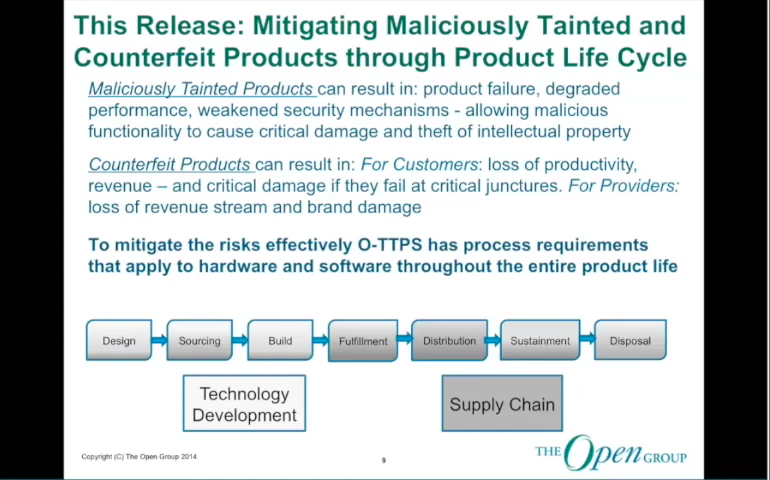 This Release: Mitigating Maliciously Tainted and
Counterfeit Products through Product Life Cycle
Maliciously Tainted Products can result in: product failure, degraded
performance, weakened security mechanisms - allowing malicious
functionality to cause critical damage and theft of intellectual property
Counterfeit Products can result in: For Customers: loss of productivity,
revenue – and critical damage if they fail at critical junctures. For Providers:
loss of revenue stream and brand damage
To mitigate the risks effectively O-TTPS has process requirements
that apply to hardware and software throughout the entire product life
Design
Sourcing
Build
Fulfillment
Distribution
Sustainment
Disposal
Technology
Development
Supply Chain
Copyright (C) The Open Group 2014
9
THE Open GROUP